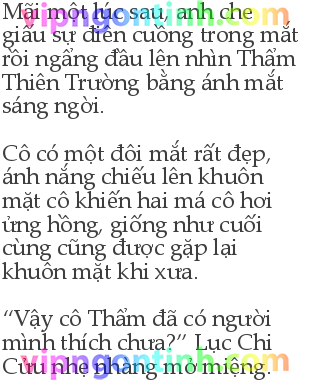 vipngontinh.com
Mãi một lúc sau, anh che
giấu sự điên cuồng trong mắt
rồi ngẩng đầu lên nhìn Thẩm
Thiên Trường bằng ánh mắt
sáng ngời.
Cô có một đôi mắt rất đẹp,
ánh nắng chiếu lên khuôn
mặt cô khiến hai má cô hơi
ửng hồng, giống như cuối
cùng cũng được gặp lại
khuôn mặt khi xưa.
“Vậy cô Thẩm đã có người
mình thích chưa?” Lục Chi
Cửu nhẹ nhàng mở miệng.
vipngontinh.com